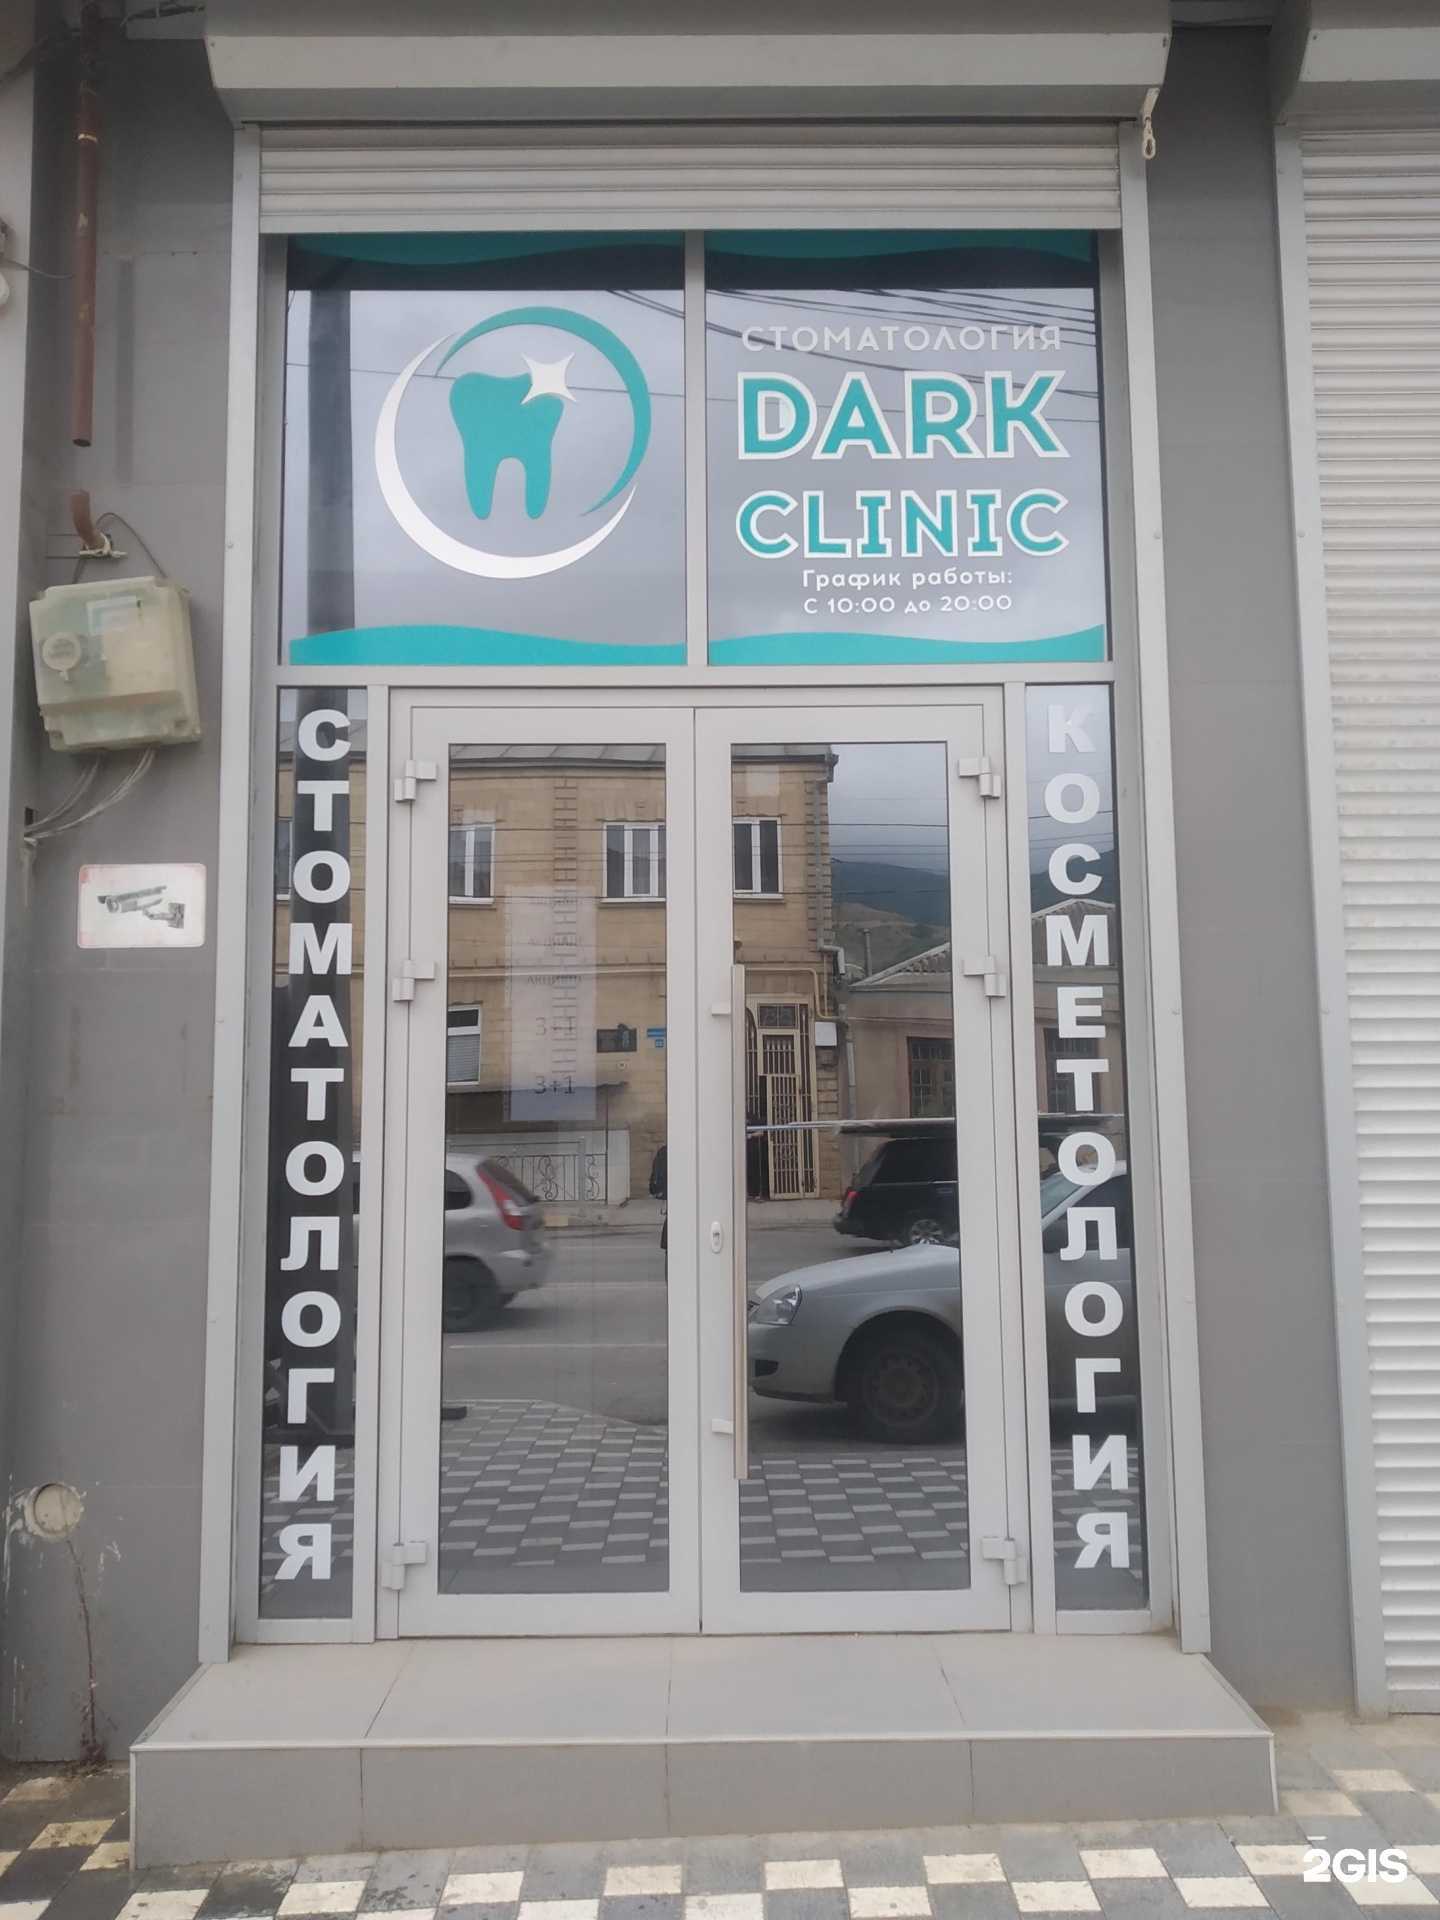 СТОМАТОЛОГИЯ
DARK
CLINIC
График работы:
С 10:00 до 20:00
СТОМАТОЛОГИЯ
КОСМЕТОЛОГИЯ
3+1
3+1
2GIS